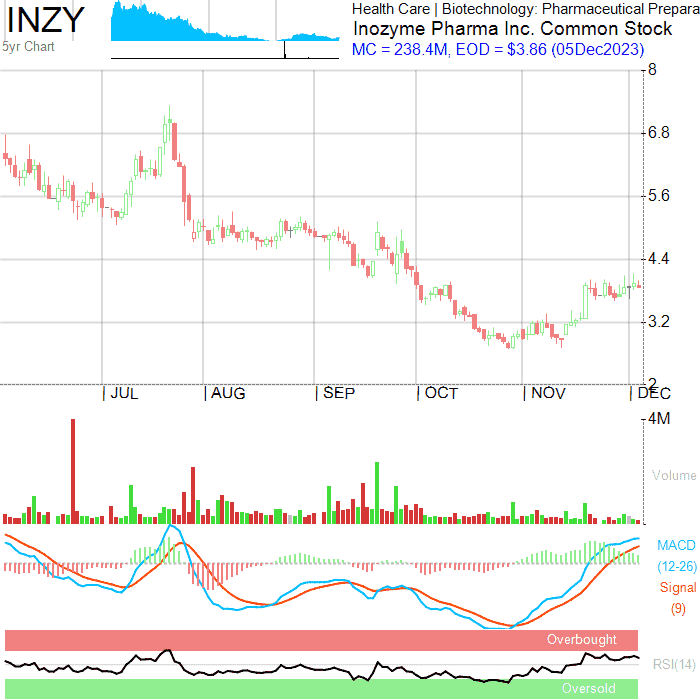 INZY
5yr Chart
Health Care | Biotechnology: Pharmaceutical Prepara
Inozyme Pharma Inc. Common Stock
MC = 238.4M, EOD = $3.86 (05Dec2023)
8
6.8
5.6
4.4
3.2
2
| JUL | AUG | SEP | OCT | NOV | DEC
4M
Volume
MACD
(12-26)
Signal
(9)
Overbought
RSI(14)
Oversold